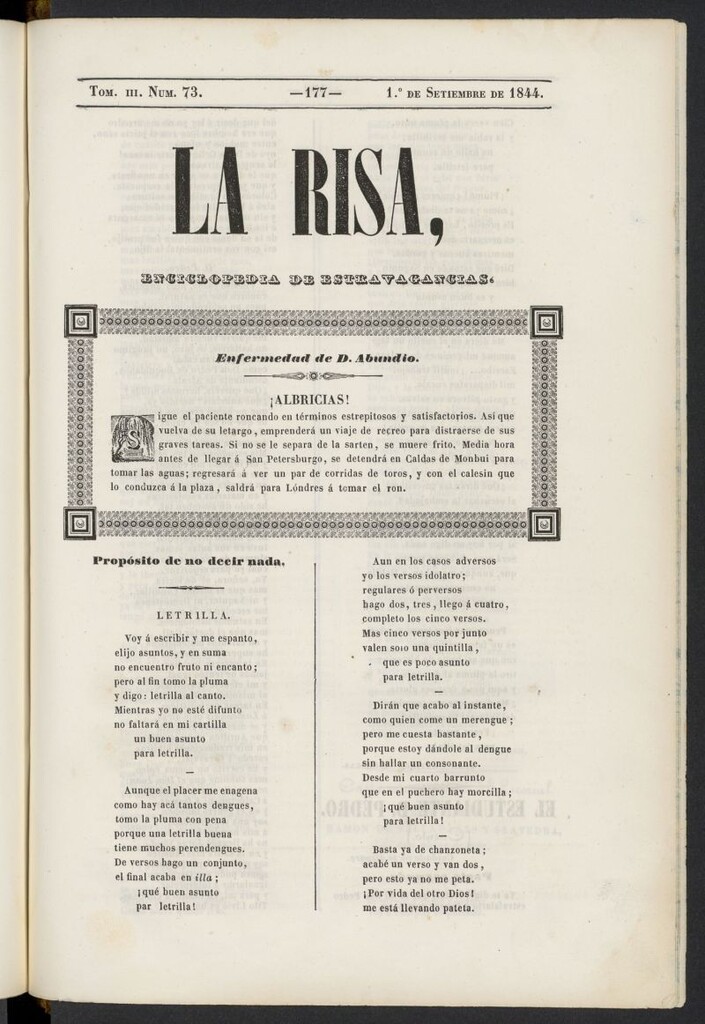 Tom. III. Num. 73. —177— 1.º DE SETIEMBRE DE 1844.
LA RISA,
ENCICLOPEDIA DE ESTRAVAGANCIAS.
Enfermedad de D. Abundio.
¡ALBRICIAS!
Sigue el paciente roncando en términos estrepitosos y satisfactorios. Asi que
vuelva de su letargo, emprenderá un viaje de recreo para distraerse de sus
graves tareas. Si no se le separa de la sarten, se muere frito. Media hora
antes de llegar á San Petersburgo, se detendrá en Caldas de Monbui para
tomar las aguas; regresará á ver un par de corridas de toros, y con el calesin que
lo conduzca á la plaza, saldrá para Lóndres á tomar el ron.
Propósito de no decir nada.
LETRILLA.
Voy á escribir y me espanto,
elijo asuntos, y en suma
no encuentro fruto ni encanto;
pero al fin tomo la pluma
y digo: letrilla al canto.
Mientras yo no esté difunto
no faltará en mi cartilla
un buen asunto
para letrilla.
—
Aunque el placer me enagena
como hay acá tantos dengues,
tomo la pluma con pena
porque una letrilla buena
tiene muchos perendengues.
De versos hago un conjunto,
el final acaba en illa;
¡qué buen asunto
par letrilla!
Aun en los casos adversos
yo los versos idolatro;
regulares ó perversos
hago dos, tres, llego á cuatro,
completo los cinco versos.
Mas cinco versos por junto
valen solo una quintilla,
que es poco asunto
para letrilla.
—
Dirán que acabo al instante,
como quien come un merengue;
pero me cuesta bastante,
porque estoy dándole al dengue
sin hallar un consonante.
Desde mi cuarto barrunto
que en el puchero hay morcilla;
¡qué buen asunto
para letrilla!
—
Basta ya de chanzoneta;
acabé un verso y van dos,
pero esto ya no me peta.
¡Por vida del otro Dios!
me está llevando pateta.